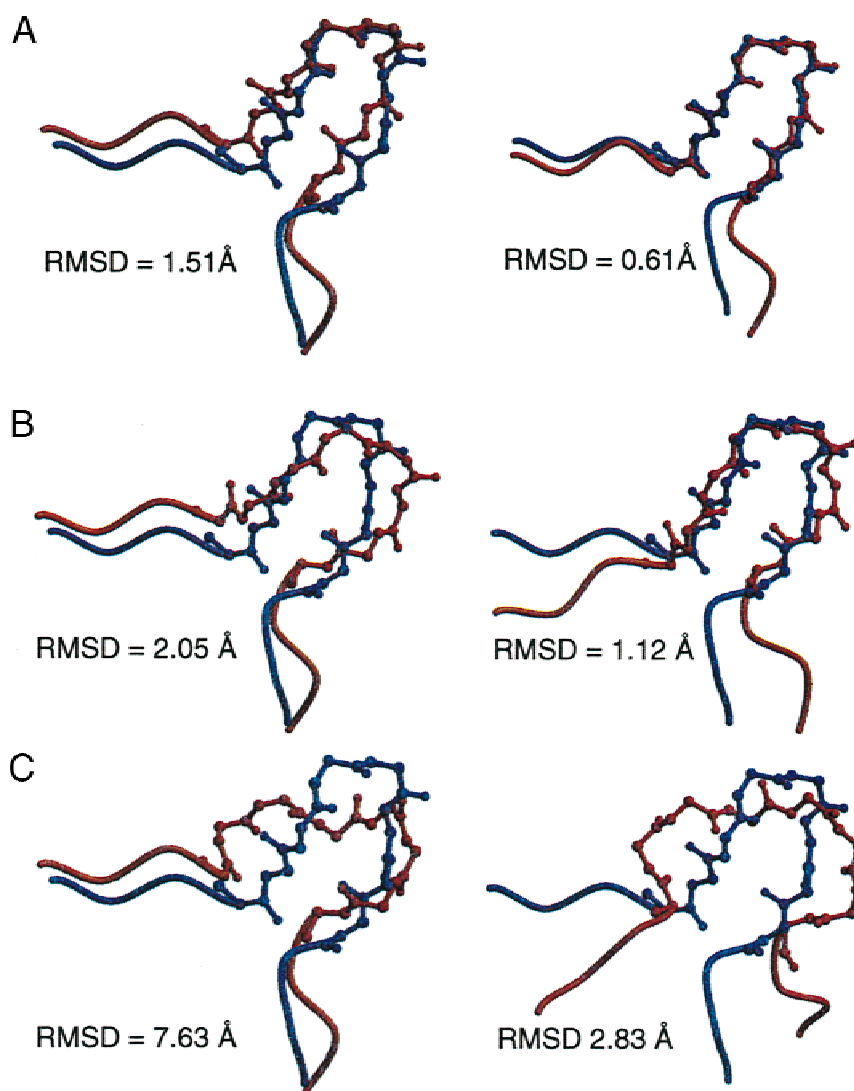 A
RMSD = 1.51Å
RMSD = 0.61Å
B
RMSD = 2.05 Å
RMSD = 1.12 Å
C
RMSD = 7.63 Å
RMSD 2.83 Å